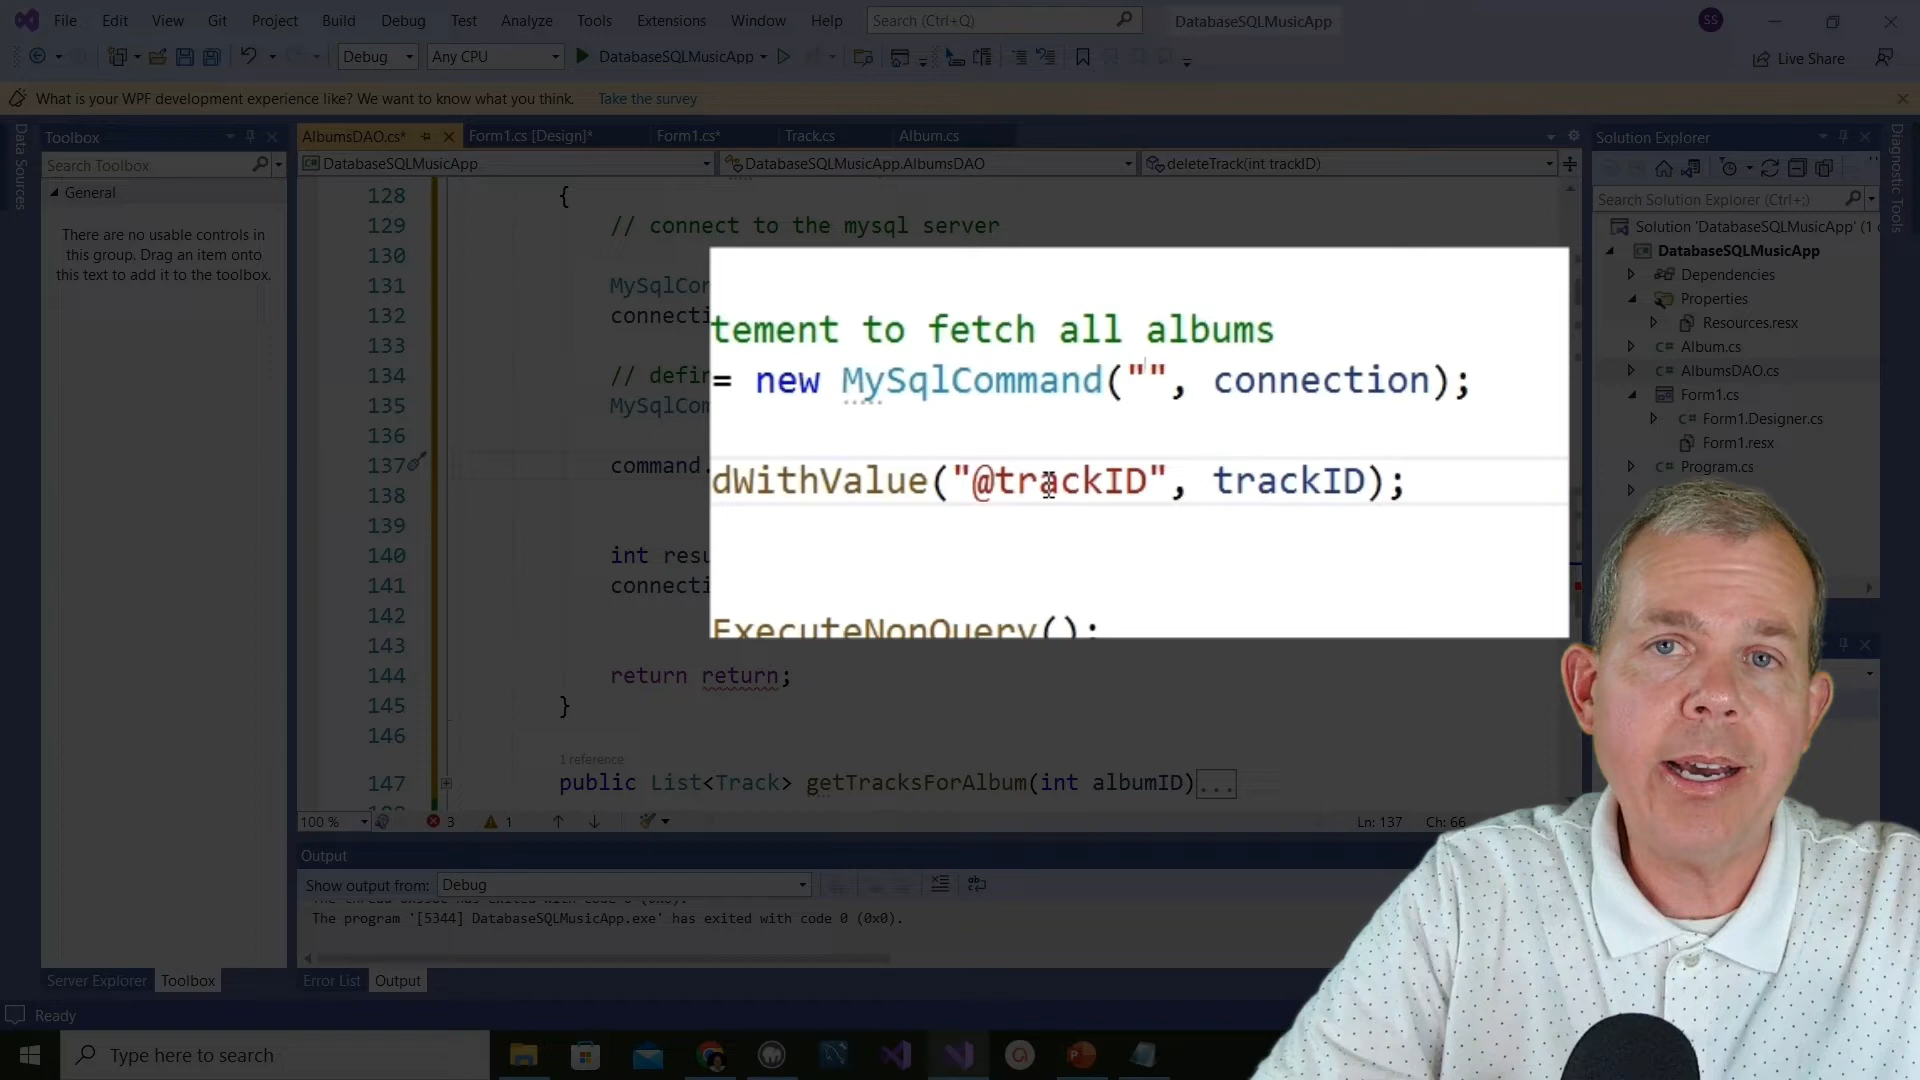 File Edit View Git Project Build Debug Test Analyze Tools Extensions Window Help Search (Ctrl+Q) DatabaseSQLMusicApp SS
Debug Any CPU DatabaseSQLMusicApp Live Share
What is your WPF development experience like? We want to know what you think. Take the survey
Data Sources
Toolbox
Search Toolbox
General
There are no usable controls in
this group. Drag an item onto
this text to add it to the toolbox.
AlbumsDAO.cs* Form1.cs [Design]* Form1.cs* Track.cs Album.cs
DatabaseSQLMusicApp DatabaseSQLMusicApp.AlbumsDAO deleteTrack(int trackID)
128 {
129 // connect to the mysql server
130
131 MySqlCon
132 connecti
133
134 // defin
135 MySqlCom
136
137 command.
138
139
140 int resu
141 connecti
142
143
144 return return;
145 }
146
1 reference
147 public List<Track> getTracksForAlbum(int albumID)...
tement to fetch all albums
= new MySqlCommand("", connection);
dWithValue("@trackID", trackID);
ExecuteNonQuery();
100 % 3 1 Ln: 137 Ch: 66
Output
Show output from: Debug
The program '[5344] DatabaseSQLMusicApp.exe' has exited with code 0 (0x0).
Server Explorer Toolbox Error List Output
Solution Explorer
Search Solution Explorer (Ctrl+;)
Solution 'DatabaseSQLMusicApp' (1
DatabaseSQLMusicApp
Dependencies
Properties
Resources.resx
Album.cs
AlbumsDAO.cs
Form1.cs
Form1.Designer.cs
Form1.resx
Program.cs
Diagnostic Tools
Ready
Type here to search